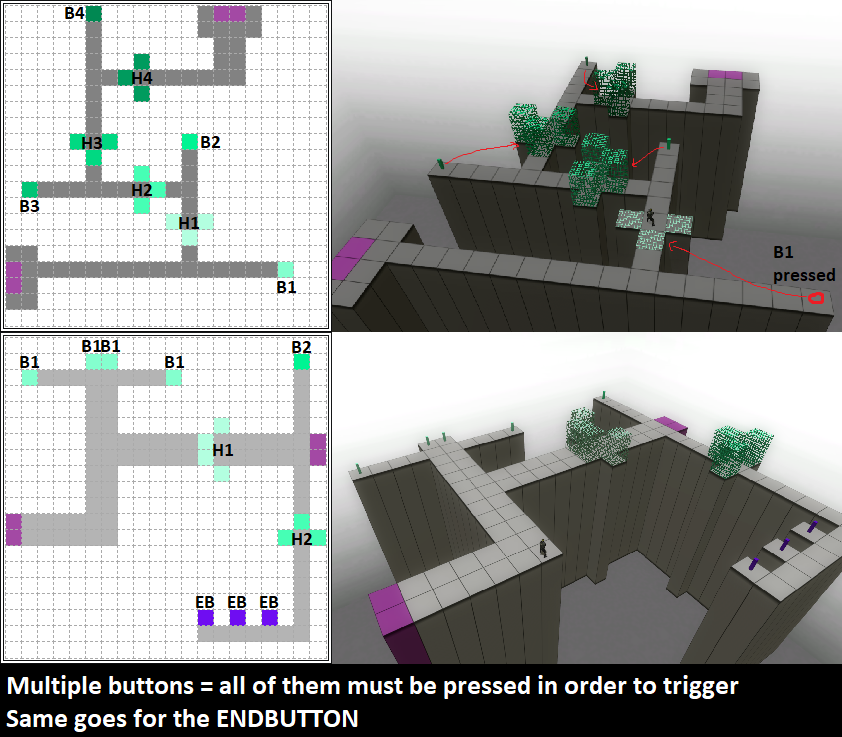 B4
H4
H3
B2
H2
B3
H1
B1
B1
pressed
B1B1
B1
B1
B2
H1
H2
EB EB EB
Multiple buttons = all of them must be pressed in order to trigger
Same goes for the ENDBUTTON